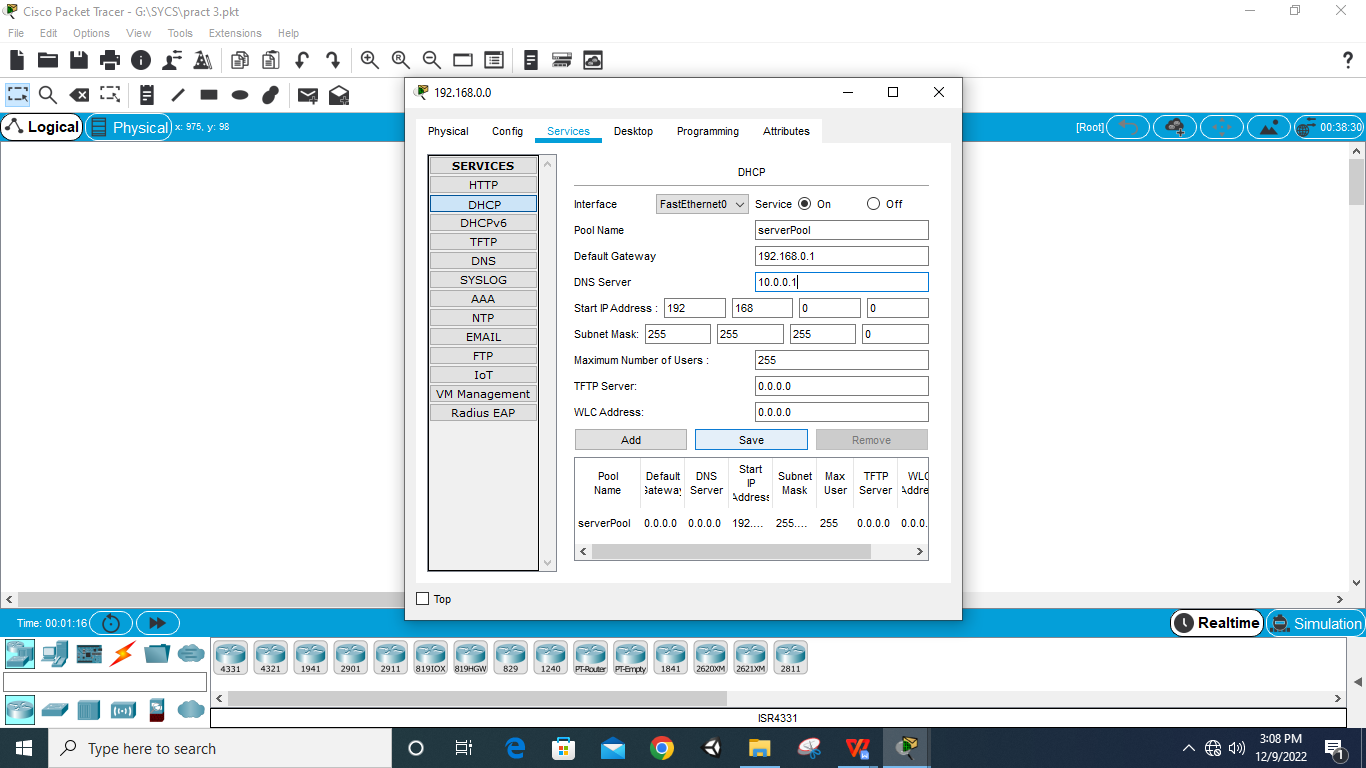 Cisco Packet Tracer - G:\SYCS\pract 3.pkt
File Edit Options View Tools Extensions Help
Logical Physical x: 975, y: 98 [Root] 00:38:30
192.168.0.0
Physical Config Services Desktop Programming Attributes
SERVICES
HTTP
DHCP
DHCPv6
TFTP
DNS
SYSLOG
AAA
NTP
EMAIL
FTP
IoT
VM Management
Radius EAP
DHCP
Interface FastEthernet0 Service On Off
Pool Name serverPool
Default Gateway 192.168.0.1
DNS Server 10.0.0.1
Start IP Address : 192 168 0 0
Subnet Mask: 255 255 255 0
Maximum Number of Users : 255
TFTP Server: 0.0.0.0
WLC Address: 0.0.0.0
Add Save Remove
Pool Name Default Gateway DNS Server Start IP Address Subnet Mask Max User TFTP Server WLC Addre
serverPool 0.0.0.0 0.0.0.0 192.... 255.... 255 0.0.0.0 0.0.0.
Top
Time: 00:01:16 Realtime Simulation
4331 4321 1941 2901 2911 819IOX 819HGW 829 1240 PT-Router PT-Empty 1841 2620XM 2621XM 2811
ISR4331
Type here to search
3:08 PM
12/9/2022
1